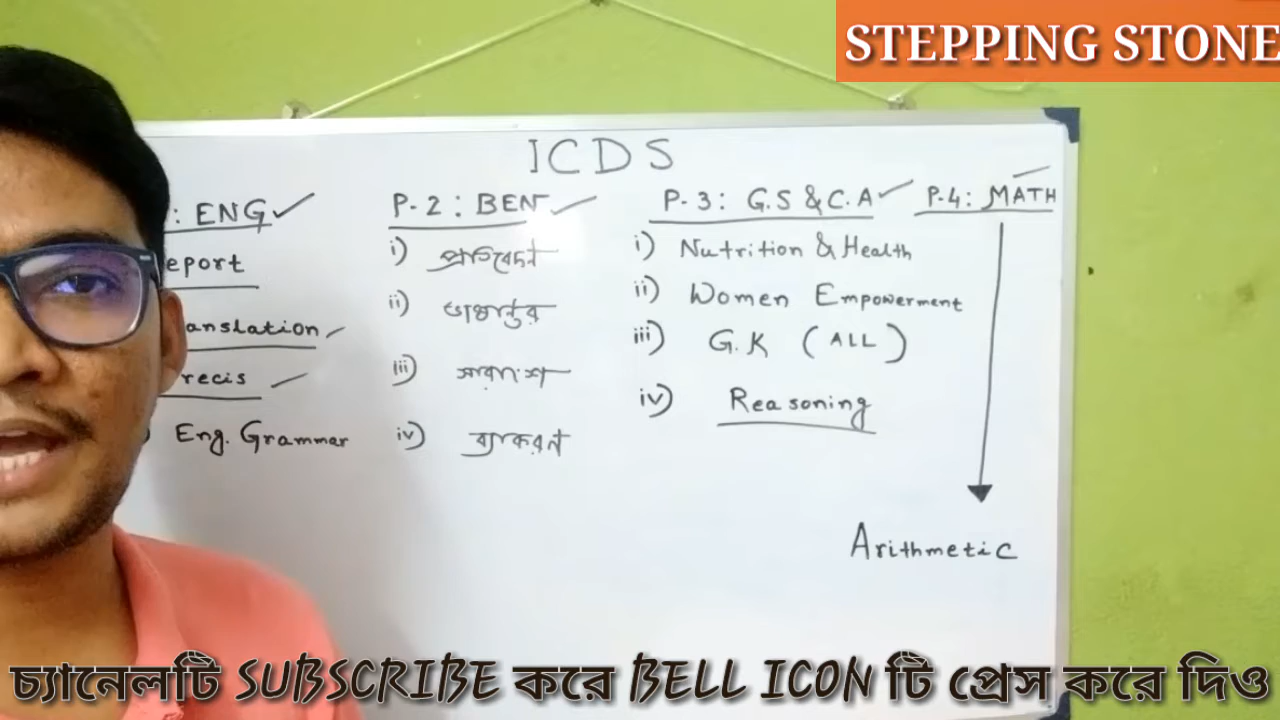 STEPPING STONE
ICDS
: ENG
eport
anslation
recis
Eng. Grammar
P-2 : BEN
i) প্রতিবেদন
ii) ভাষান্তর
iii) সারাংশ
iv) ব্যাকরণ
P-3 : G.S & C.A
i) Nutrition & Health
ii) Women Empowerment
iii) G.K (ALL)
iv) Reasoning
P-4: MATH
Arithmetic
চ্যানেলটি SUBSCRIBE করে BELL ICON টি প্রেস করে দিও